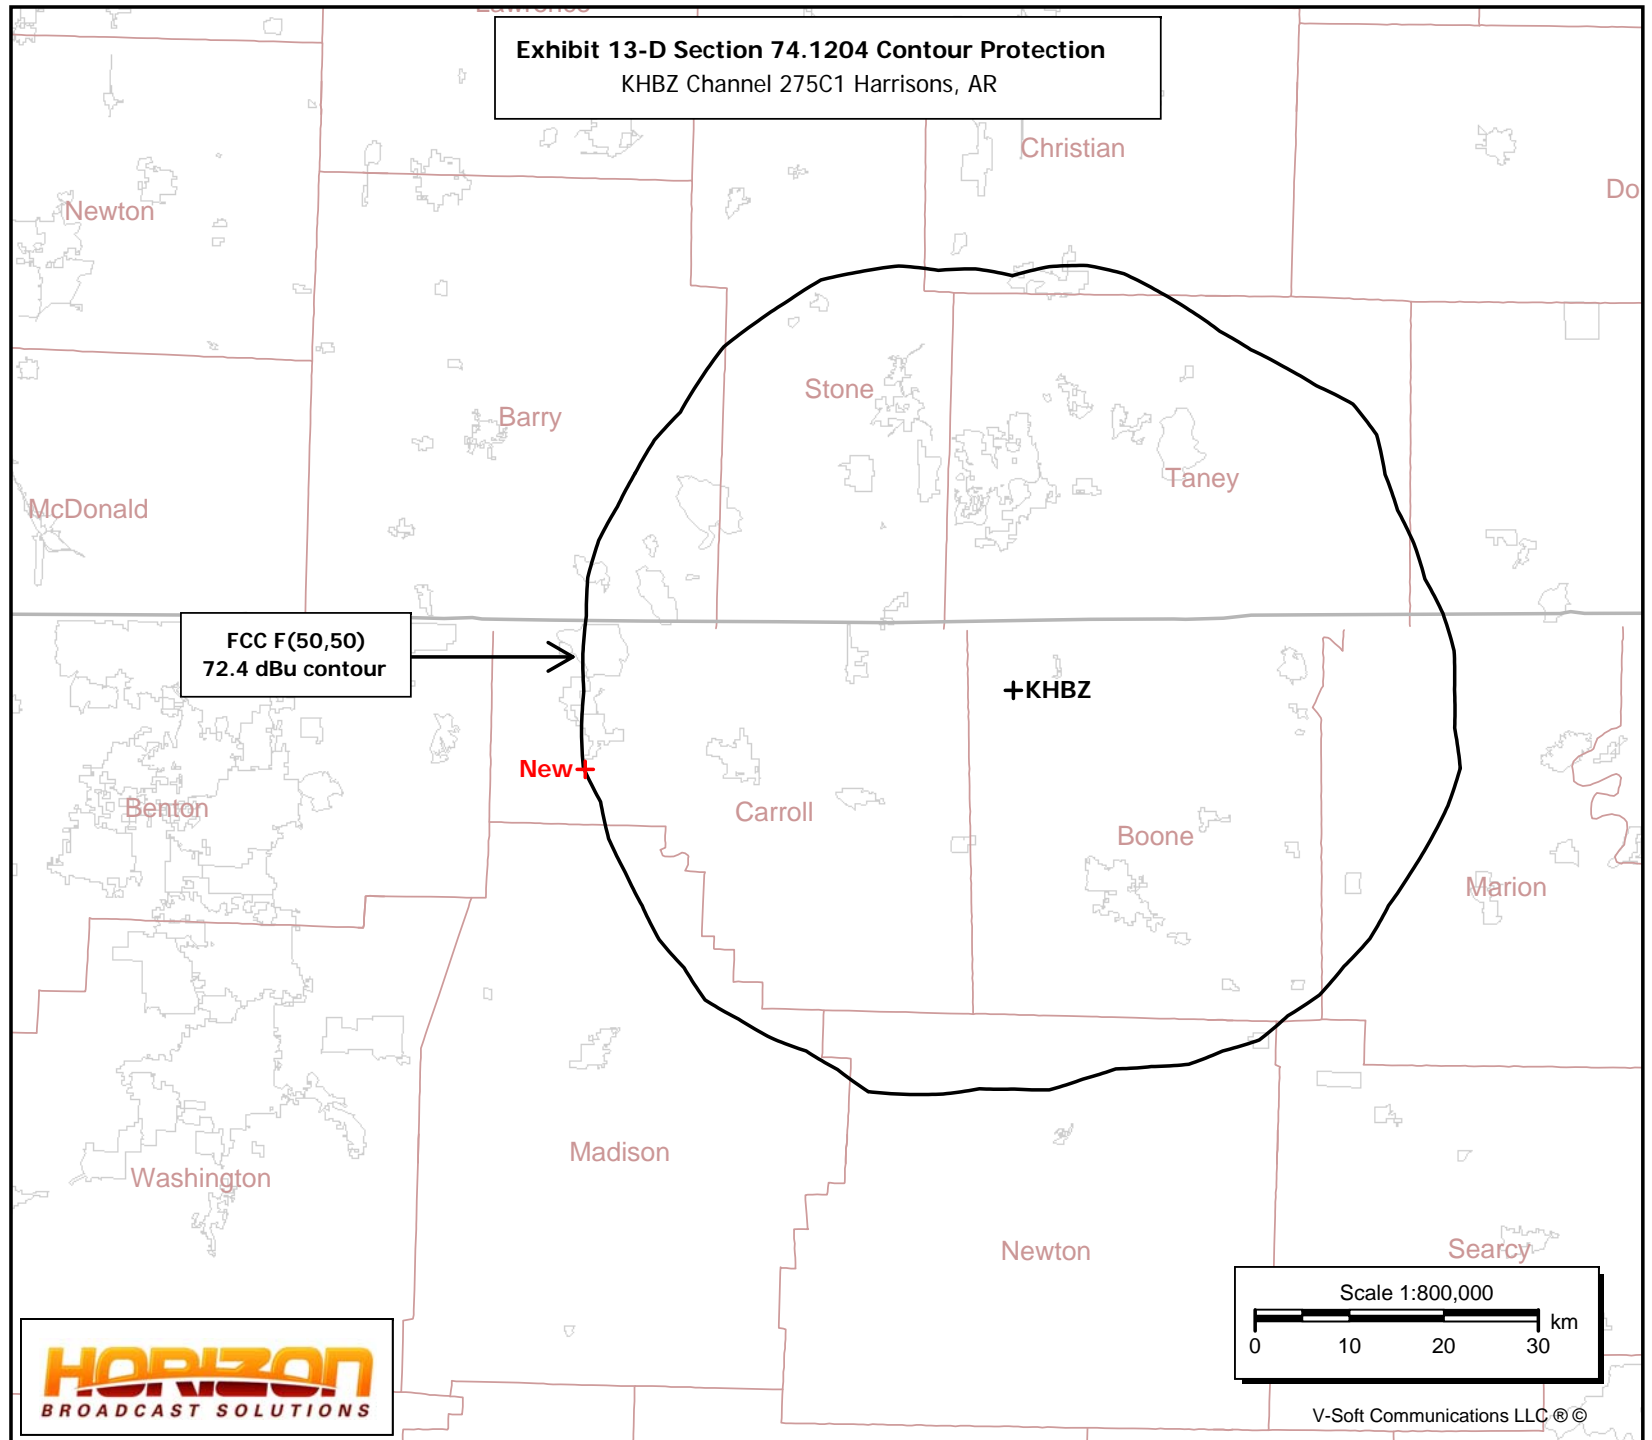 Lawrence
Exhibit 13-D Section 74.1204 Contour Protection
KHBZ Channel 275C1 Harrisons, AR
Christian
Do
Newton
Stone
Barry
Taney
McDonald
FCC F(50,50)
72.4 dBu contour
KHBZ
New
Benton
Carroll
Boone
Marion
Madison
Washington
Newton
Searcy
Scale 1:800,000
km
0 10 20 30
HORIZON
BROADCAST SOLUTIONS
V-Soft Communications LLC ® ©